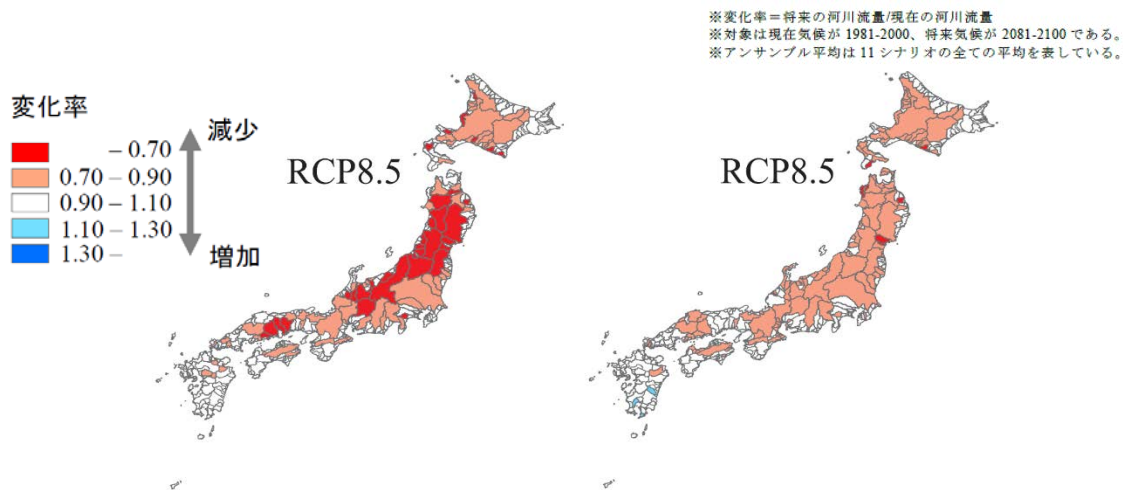 ※変化率＝将来の河川流量/現在の河川流量
※対象は現在気候が 1981-2000、将来気候が 2081-2100 である。
※アンサンブル平均は 11 シナリオの全ての平均を表している。
変化率
減少
－0.70
0.70－0.90
0.90－1.10
1.10－1.30
1.30－
増加
RCP8.5
RCP8.5